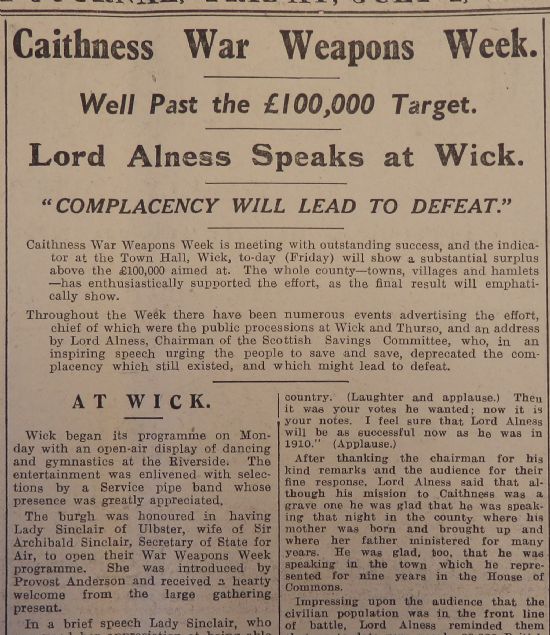 Caithness War Weapons Week.
Well Past the £100,000 Target.
Lord Alness Speaks at Wick.
"COMPLACENCY WILL LEAD TO DEFEAT."
Caithness War Weapons Week is meeting with outstanding success, and the indica-
tor at the Town Hall, Wick, to-day (Friday) will show a substantial surplus
above the £100,000 aimed at. The whole county—towns, villages and hamlets
—has enthusiastically supported the effort, as the final result will emphati-
cally show.
Throughout the Week there have been numerous events advertising the effort,
chief of which were the public processions at Wick and Thurso, and an address
by Lord Alness, Chairman of the Scottish Savings Committee, who, in an
inspiring speech urging the people to save and save, deprecated the com-
placency which still existed, and which might lead to defeat.
AT WICK.
Wick began its programme on Mon-
day with an open-air display of dancing
and gymnastics at the Riverside. The
entertainment was enlivened with selec-
tions by a Service pipe band whose
presence was greatly appreciated.
The burgh was honoured in having
Lady Sinclair of Ulbster, wife of Sir
Archibald Sinclair, Secretary of State for
Air, to open their War Weapons Week
programme. She was introduced by
Provost Anderson and received a hearty
welcome from the large gathering
present.
In a brief speech Lady Sinclair, who
country. (Laughter and applause.) Then
it was your votes he wanted; now it is
your notes. I feel sure that Lord Alness
will be as successful now as he was in
1910." (Applause.)
After thanking the chairman for his
kind remarks and the audience for their
fine response, Lord Alness said that al-
though his mission to Caithness was a
grave one he was glad that he was speak-
ing that night in the county where his
mother was born and brought up and
where her father ministered for many
years. He was glad, too, that he was
speaking in the town which he repre-
sented for nine years in the House of
Commons.
Impressing upon the audience that the
civilian population was in the front line
of battle, Lord Alness reminded them